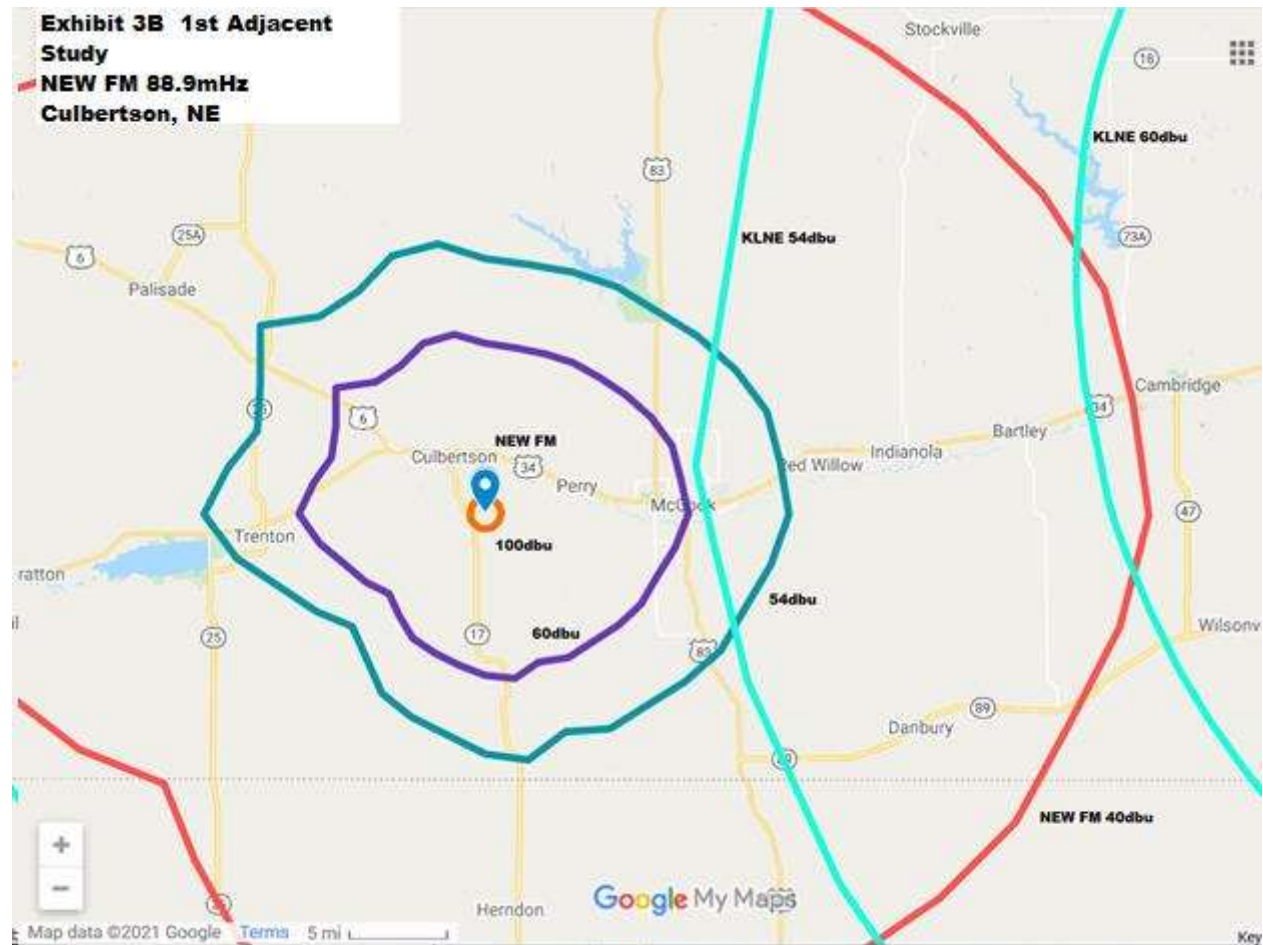 Exhibit 3B 1st Adjacent
Study
NEW FM 88.9mHz
Culbertson, NE
Stockville
18
KLNE 60dbu
83
25A
6
KLNE 54dbu
73A
Palisade
Cambridge
34
25
6
Bartley
NEW FM
Culbertson
34
Indianola
Red Willow
Perry
McCook
47
Trenton
100dbu
ratton
54dbu
17
60dbu
25
83
Wilsonv
89
Danbury
NEW FM 40dbu
+
−
Herndon
Google My Maps
Map data ©2021 Google Terms 5 mi
Key